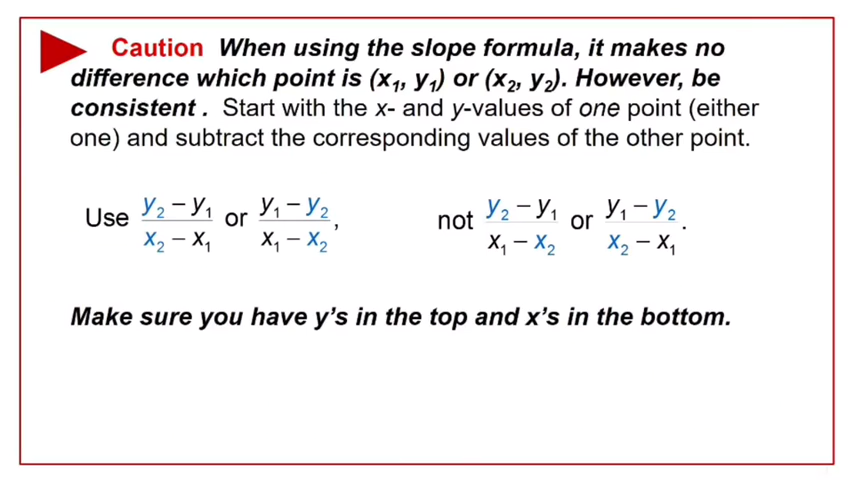 Caution When using the slope formula, it makes no
difference which point is (x₁, y₁) or (x₂, y₂). However, be
consistent . Start with the x- and y-values of one point (either
one) and subtract the corresponding values of the other point.
Use (y₂ – y₁)/(x₂ – x₁) or (y₁ – y₂)/(x₁ – x₂), not (y₂ – y₁)/(x₁ – x₂) or (y₁ – y₂)/(x₂ – x₁).
Make sure you have y's in the top and x's in the bottom.